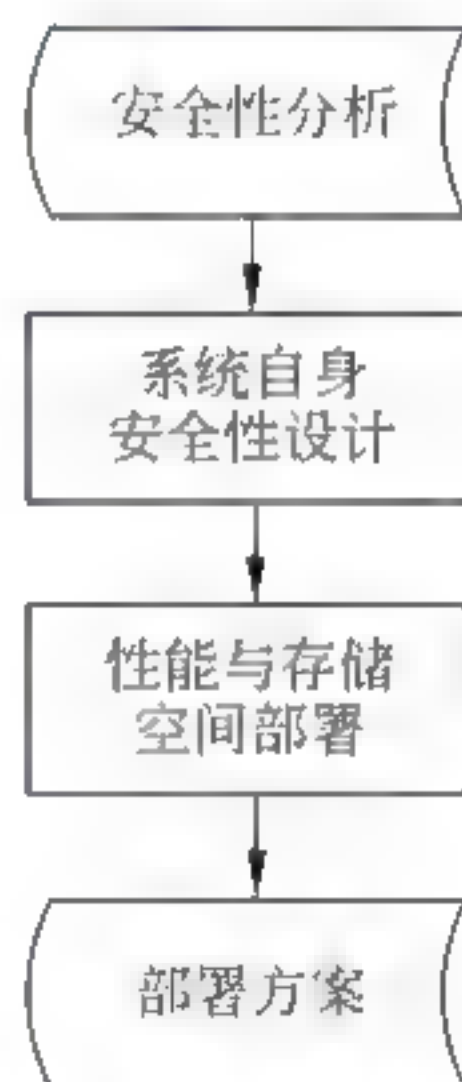 安全性分析
系统自身
安全性设计
性能与存储
空间部署
部署方案